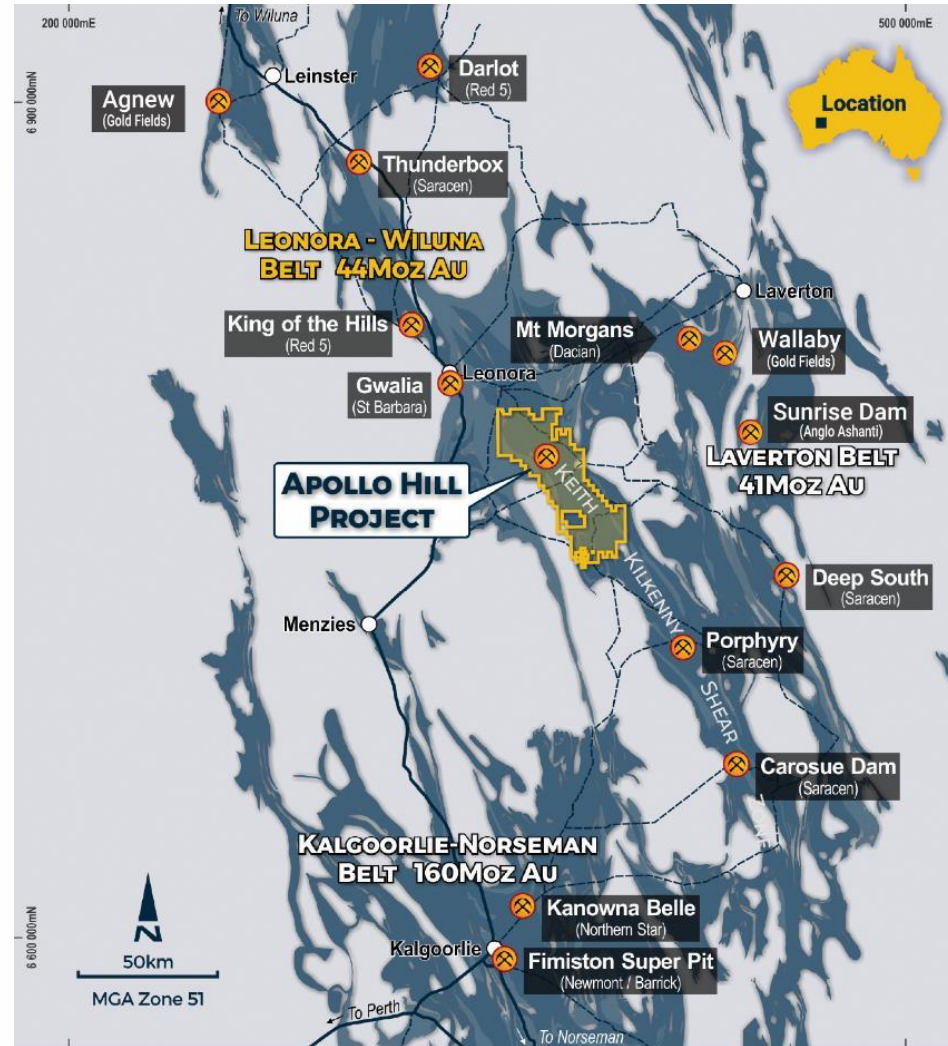 200 000mE
To Wiluna
500 000mE
Leinster
Darlot
(Red 5)
Agnew
(Gold Fields)
6 900 000mN
Location
Thunderbox
(Saracen)
LEONORA - WILUNA
BELT 44MOZ AU
Laverton
King of the Hills
(Red 5)
Mt Morgans
(Dacian)
Wallaby
(Gold Fields)
Leonora
Gwalia
(St Barbara)
Sunrise Dam
(Anglo Ashanti)
LAVERTON BELT
41MOZ AU
APOLLO HILL
PROJECT
KEITH
KILKENNY
SHEAR
ZONE
Deep South
(Saracen)
Menzies
Porphyry
(Saracen)
Carosue Dam
(Saracen)
KALGOORLIE-NORSEMAN
BELT 160MOZ AU
Kanowna Belle
(Northern Star)
N
6 600 000mN
Kalgoorlie
Fimiston Super Pit
(Newmont / Barrick)
50km
MGA Zone 51
To Perth
To Norseman